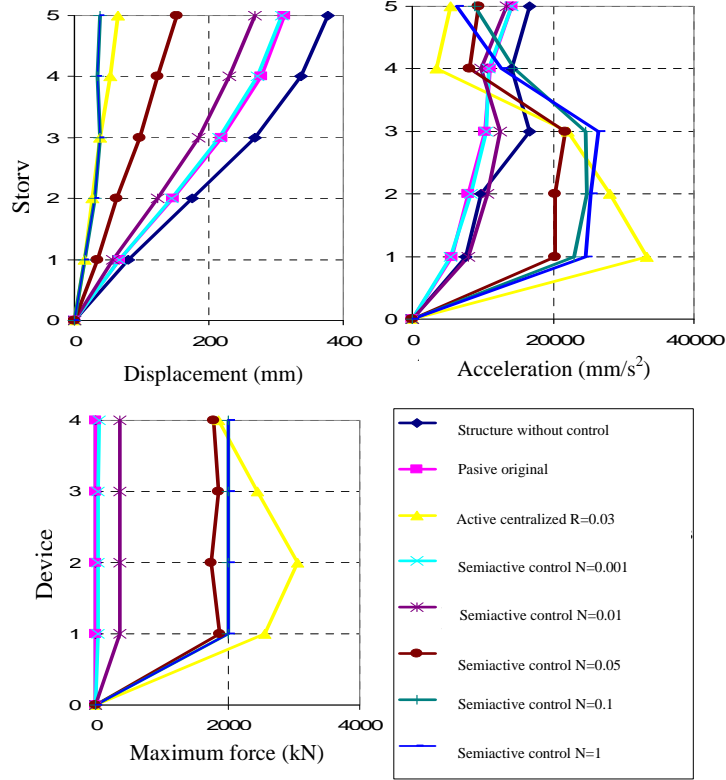 5
4
3
2
1
0
Storv
0
200
400
Displacement (mm)
5
4
3
2
1
0
0
20000
40000
Acceleration (mm/s²)
4
3
2
1
0
Device
0
2000
4000
Maximum force (kN)
Structure without control
Pasive original
Active centralized R=0.03
Semiactive control N=0.001
Semiactive control N=0.01
Semiactive control N=0.05
Semiactive control N=0.1
Semiactive control N=1